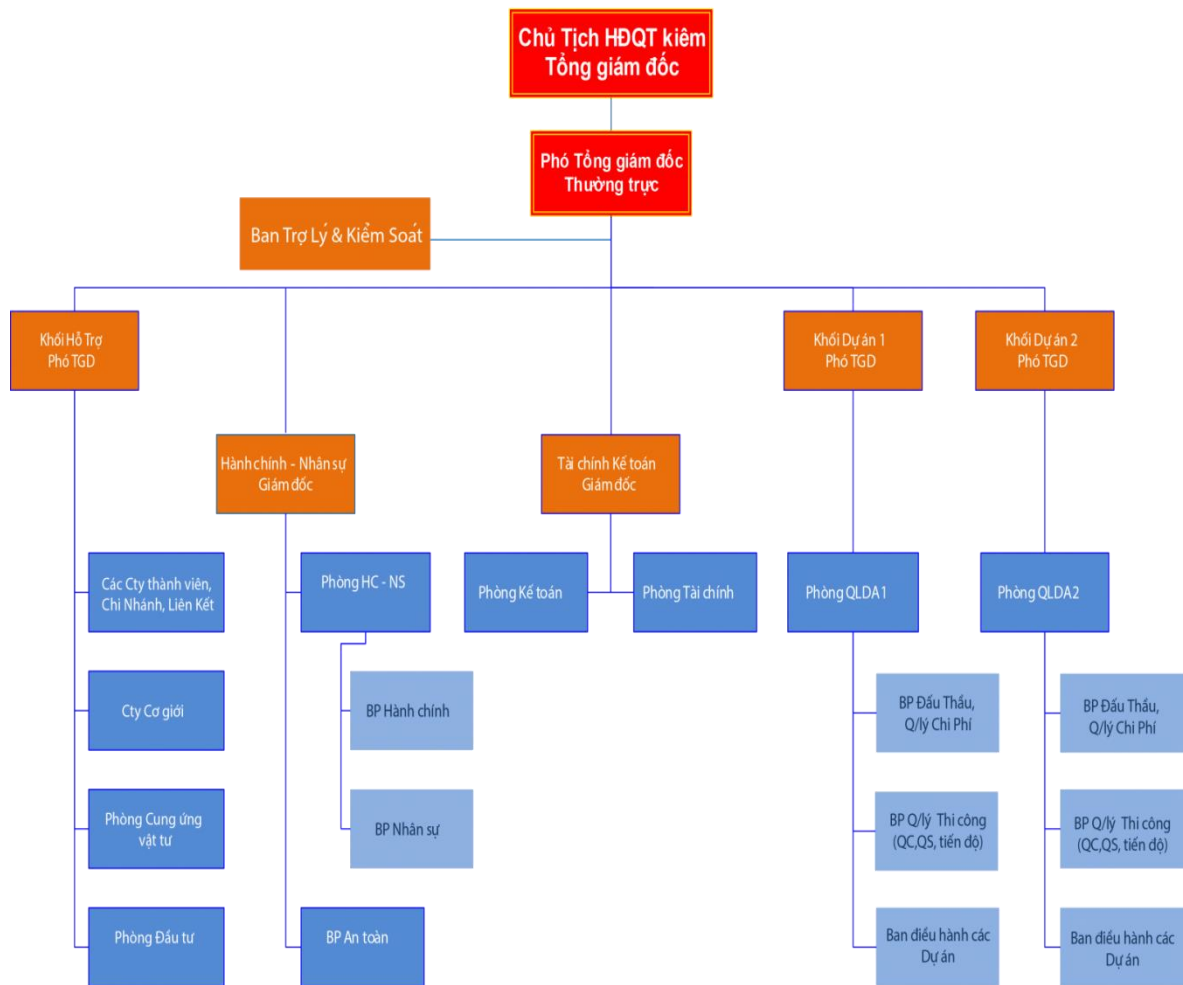 Chủ Tịch HĐQT kiêm
Tổng giám đốc
Phó Tổng giám đốc
Thường trực
Ban Trợ Lý & Kiểm Soát
Khối Hỗ Trợ
Phó TGD
Khối Dự án 1
Phó TGD
Khối Dự án 2
Phó TGD
Hành chính - Nhân sự
Giám đốc
Tài chính Kế toán
Giám đốc
Các Cty thành viên,
Chi Nhánh, Liên Kết
Phòng HC - NS
Phòng Kế toán
Phòng Tài chính
Phòng QLDA1
Phòng QLDA2
Cty Cơ giới
BP Hành chính
BP Đấu Thầu,
Q/lý Chi Phí
BP Đấu Thầu,
Q/lý Chi Phí
Phòng Cung ứng
vật tư
BP Nhân sự
BP Q/lý Thi công
(QC,QS, tiến độ)
BP Q/lý Thi công
(QC,QS, tiến độ)
Phòng Đầu tư
BP An toàn
Ban điều hành các
Dự án
Ban điều hành các
Dự án